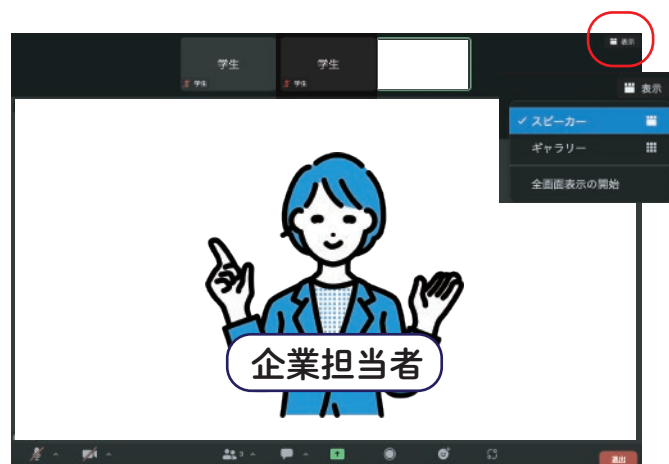 表示
学生
学生
学生
学生
表示
✓ スピーカー
ギャラリー
全画面表示の開始
企業担当者
3
退出